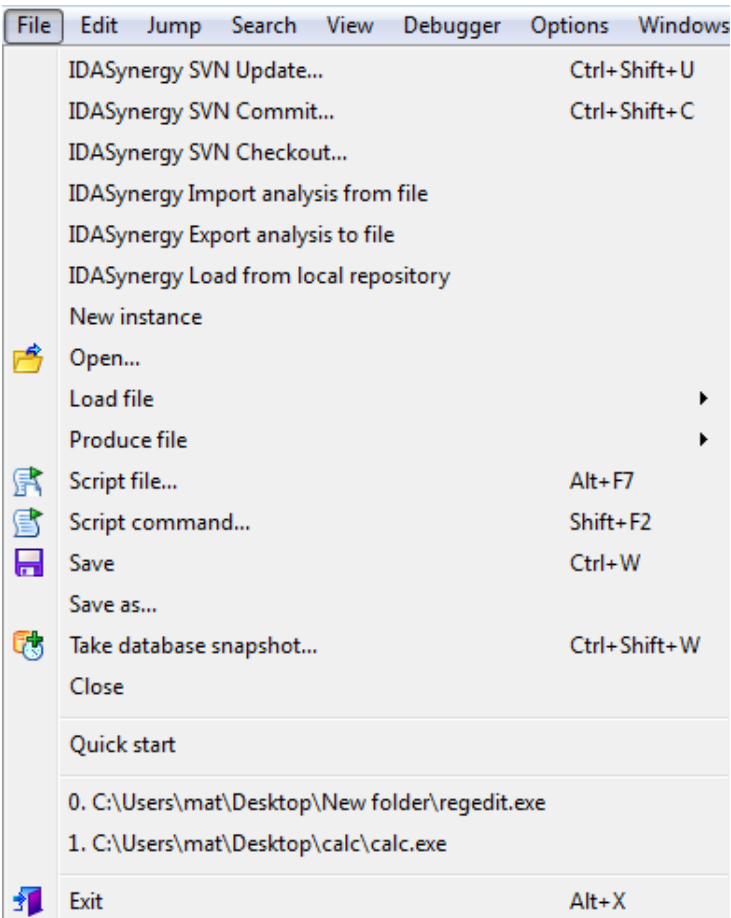 File Edit Jump Search View Debugger Options Windows
IDASynergy SVN Update... Ctrl+Shift+U
IDASynergy SVN Commit... Ctrl+Shift+C
IDASynergy SVN Checkout...
IDASynergy Import analysis from file
IDASynergy Export analysis to file
IDASynergy Load from local repository
New instance
Open...
Load file
Produce file
Script file... Alt+F7
Script command... Shift+F2
Save Ctrl+W
Save as...
Take database snapshot... Ctrl+Shift+W
Close
Quick start
0. C:\Users\mat\Desktop\New folder\regedit.exe
1. C:\Users\mat\Desktop\calc\calc.exe
Exit Alt+X